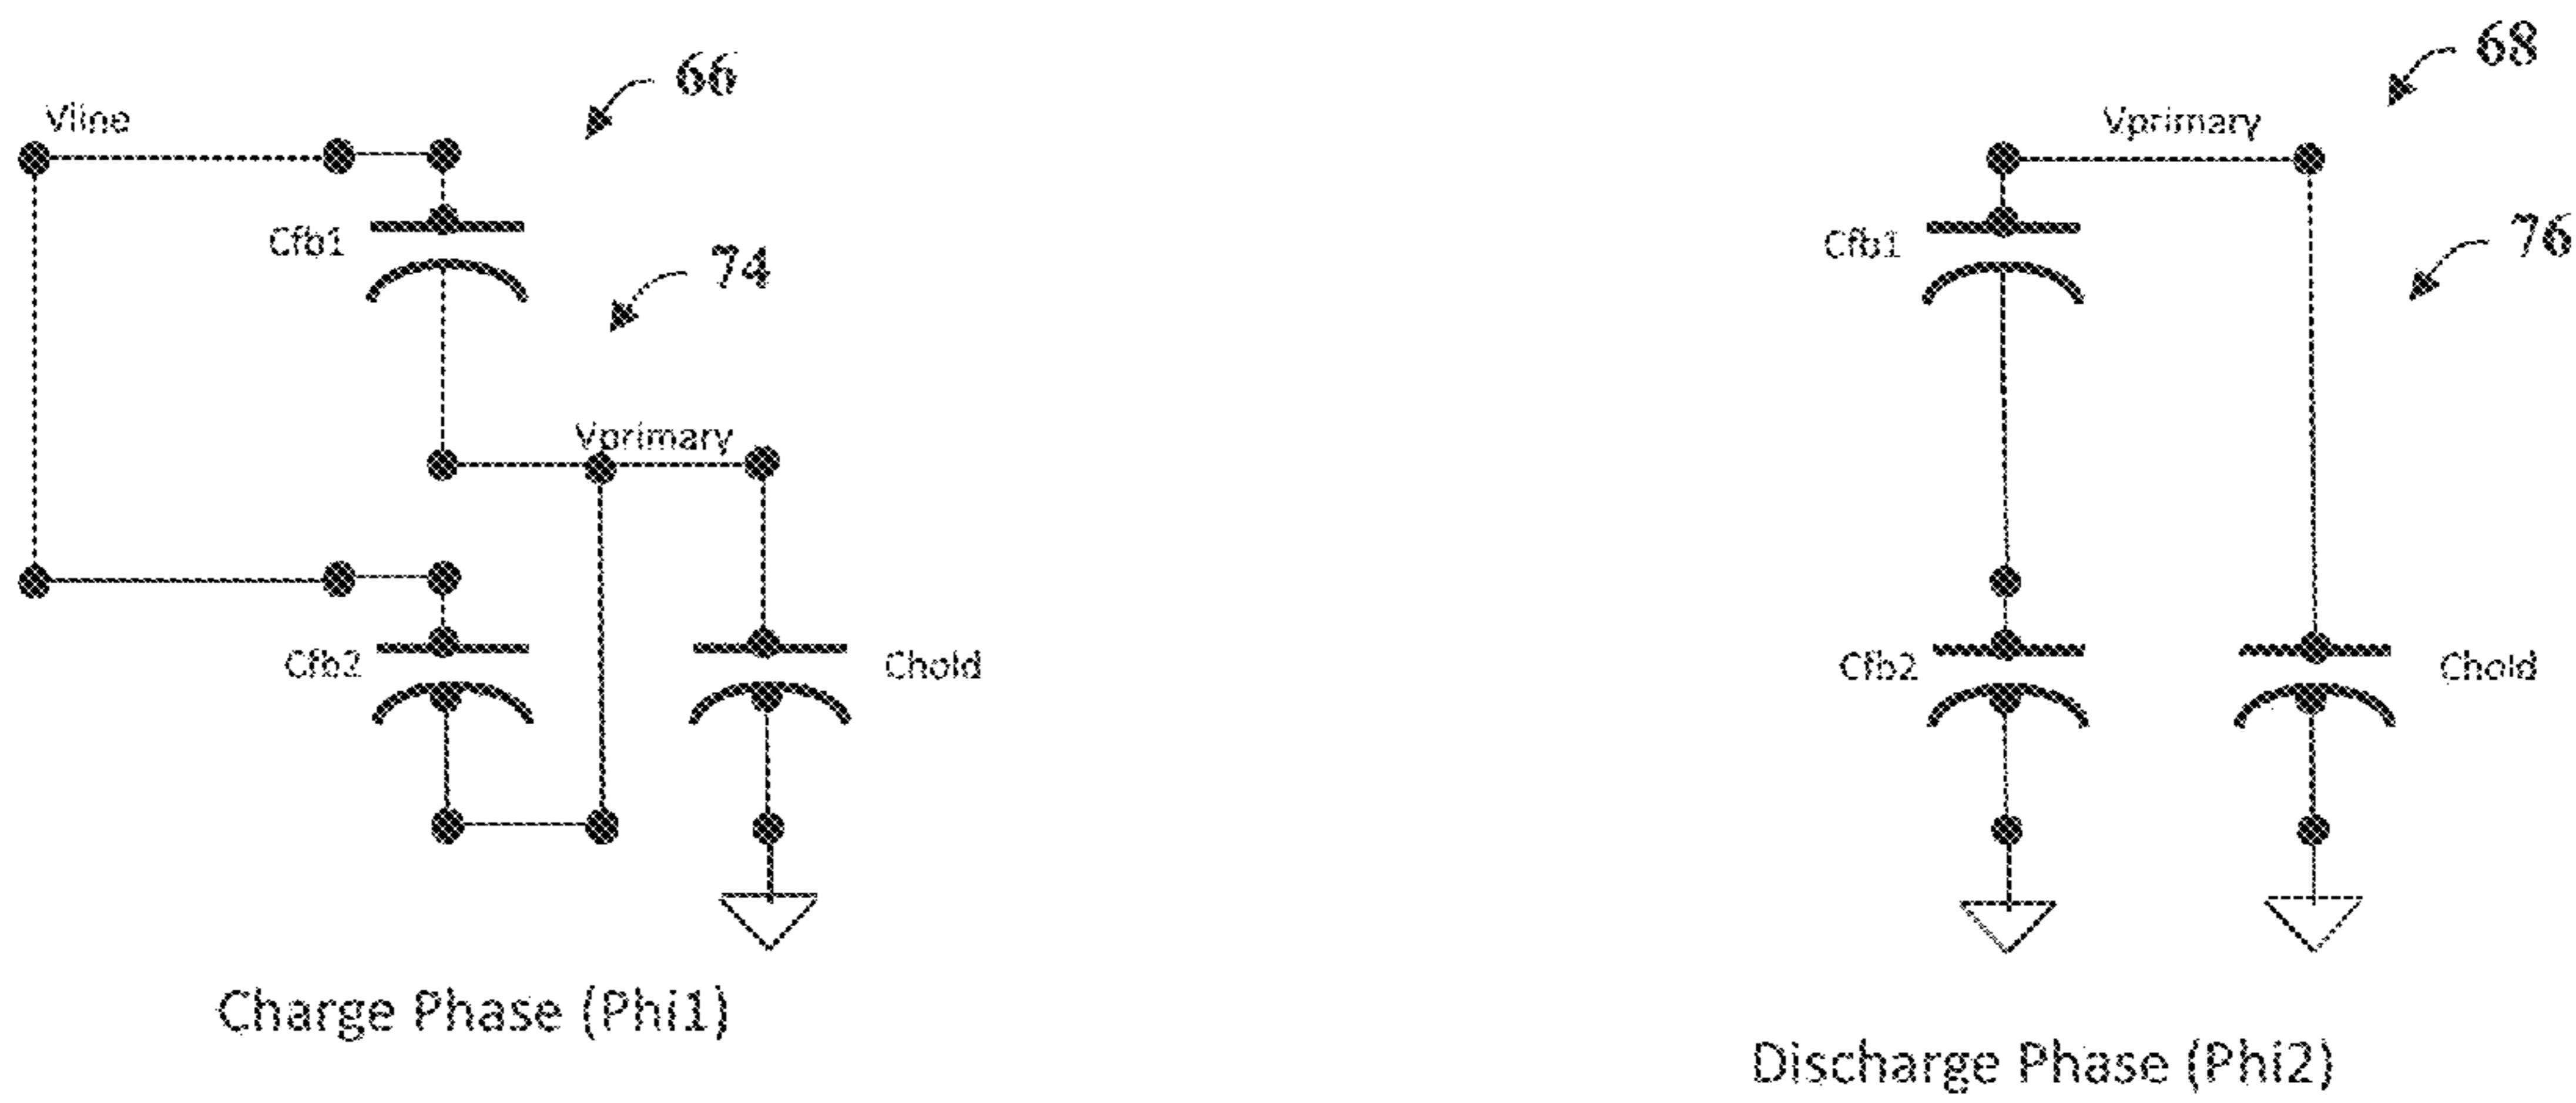 66
Vline
Cfb1
74
Vprimary
Cfb2
Chold
Charge Phase (Phi1)
68
Vprimary
76
Cfb1
Cfb2
Chold
Discharge Phase (Phi2)